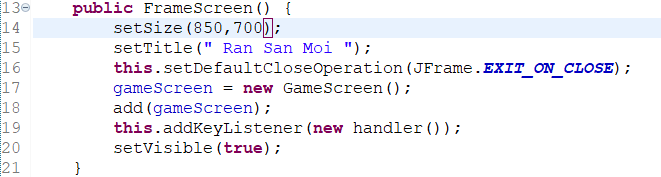 13 public FrameScreen() {
14 setSize(850,700);
15 setTitle(" Ran San Moi ");
16 this.setDefaultCloseOperation(JFrame.EXIT_ON_CLOSE);
17 gameScreen = new GameScreen();
18 add(gameScreen);
19 this.addKeyListener(new handler());
20 setVisible(true);
21 }